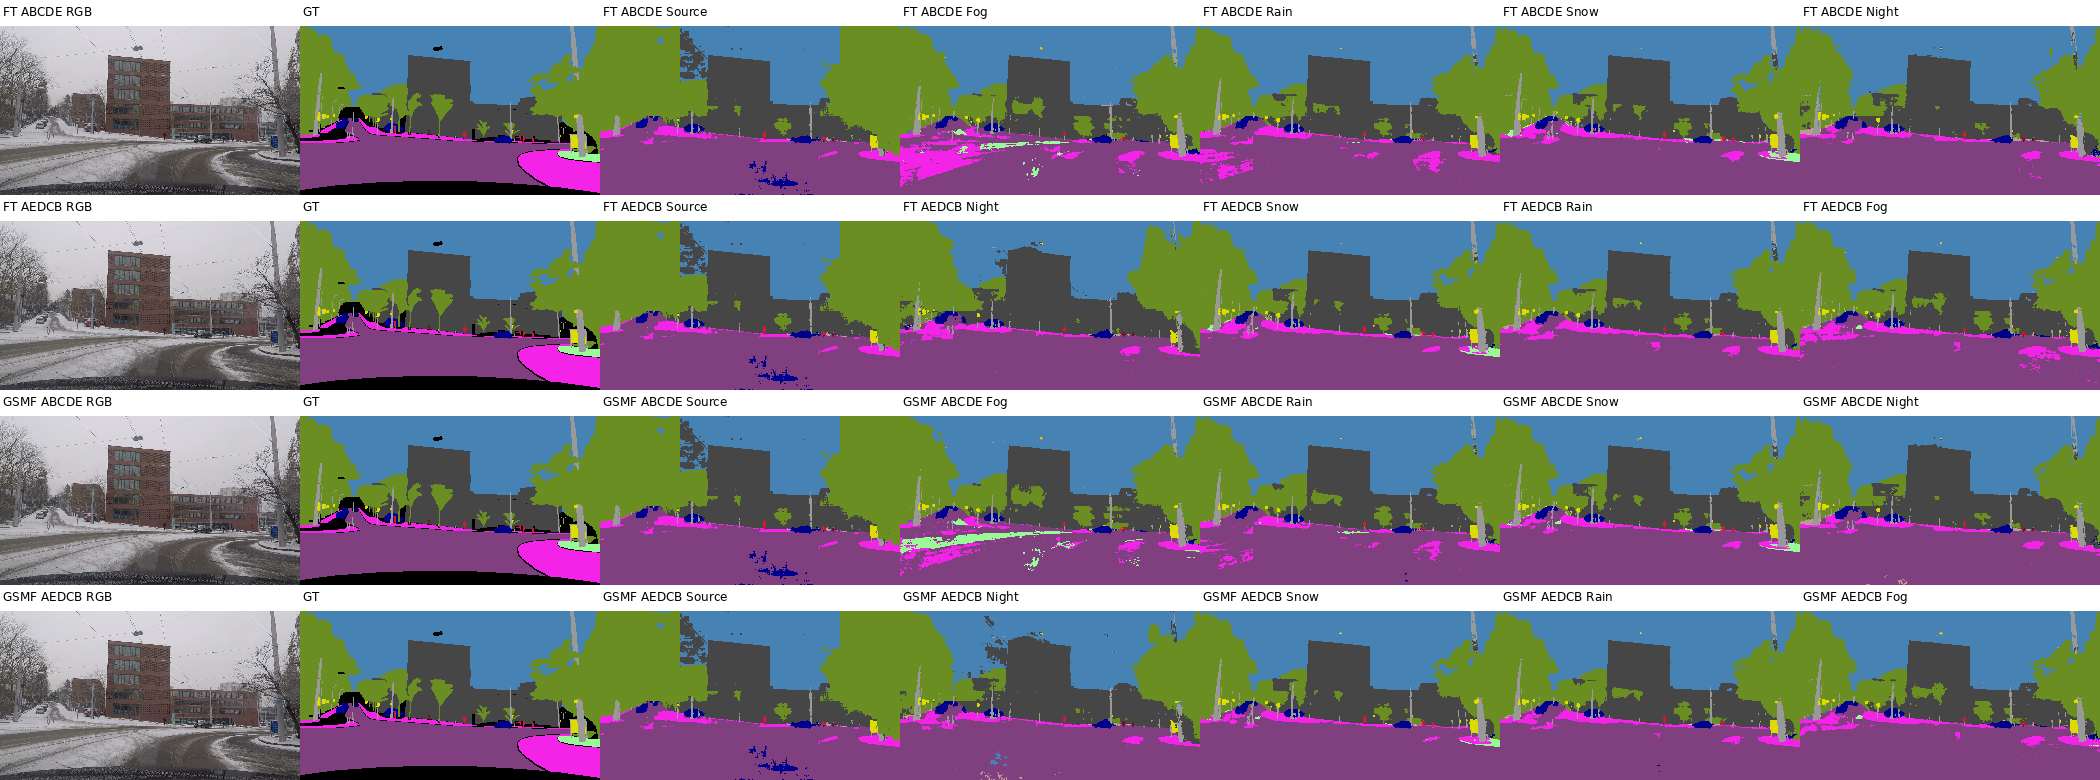 FT ABCDE RGB GT FT ABCDE Source FT ABCDE Fog FT ABCDE Rain FT ABCDE Snow FT ABCDE Night
FT AEDCB RGB GT FT AEDCB Source FT AEDCB Night FT AEDCB Snow FT AEDCB Rain FT AEDCB Fog
GSMF ABCDE RGB GT GSMF ABCDE Source GSMF ABCDE Fog GSMF ABCDE Rain GSMF ABCDE Snow GSMF ABCDE Night
GSMF AEDCB RGB GT GSMF AEDCB Source GSMF AEDCB Night GSMF AEDCB Snow GSMF AEDCB Rain GSMF AEDCB Fog